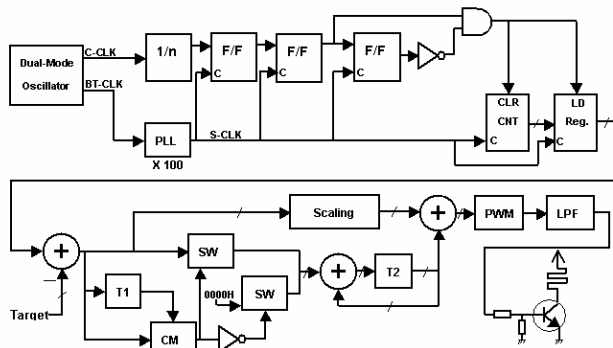 Dual-Mode
Oscillator
C-CLK
BT-CLK
1/n
F/F
C
F/F
C
F/F
C
PLL
X 100
S-CLK
CLR
CNT
C
LD
Reg.
C
Target
T1
CM
SW
0000H
SW
Scaling
T2
PWM
LPF